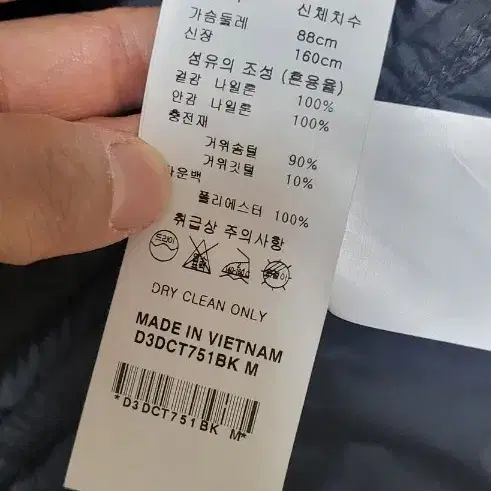 신체치수
가슴둘레 88cm
신장 160cm
섬유의 조성 (혼용율)
겉감 나일론 100%
안감 나일론 100%
충전재
거위솜털 90%
거위깃털 10%
다운백
폴리에스터 100%
취급상 주의사항
드라이
DRY CLEAN ONLY
MADE IN VIETNAM
D3DCT751BK M
*D3DCT751BK M*